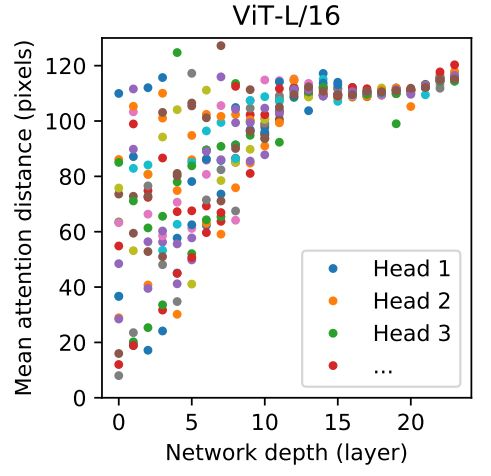 ViT-L/16
Mean attention distance (pixels)
120
100
80
60
40
20
0
Head 1
Head 2
Head 3
...
0 5 10 15 20
Network depth (layer)